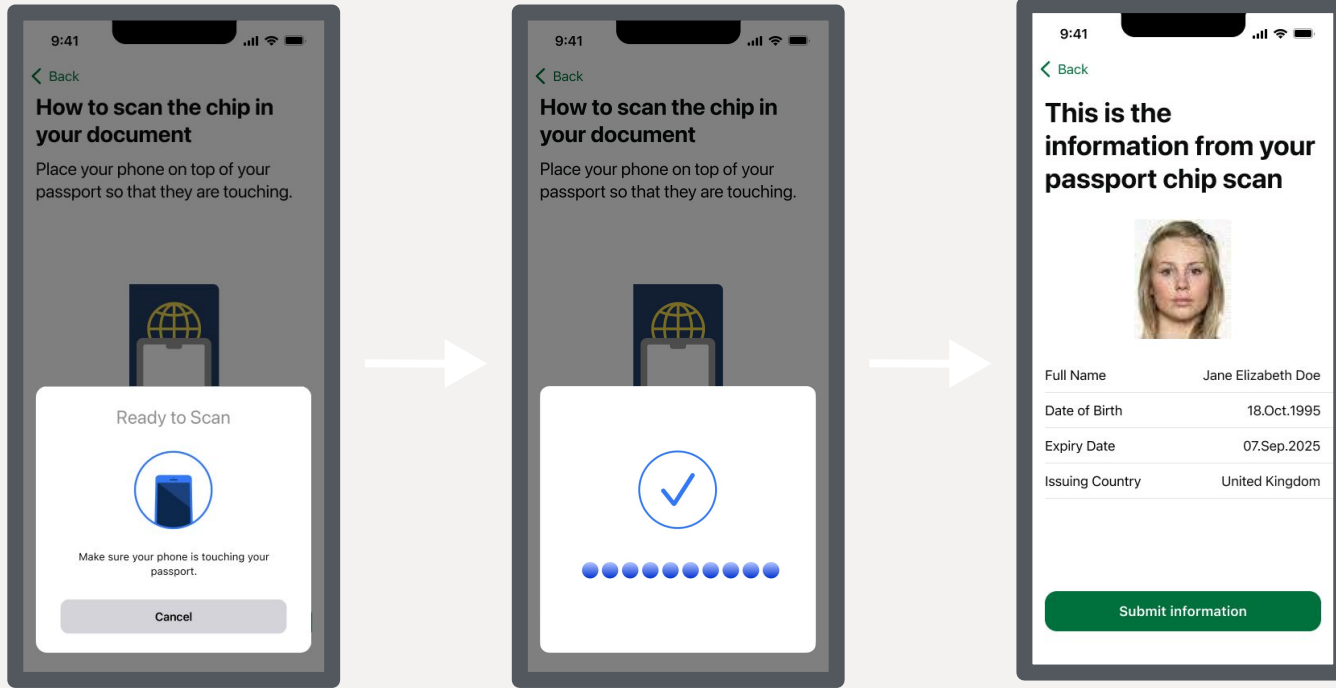 9:41
Back
How to scan the chip in
your document
Place your phone on top of your
passport so that they are touching.
Ready to Scan
Make sure your phone is touching your
passport.
Cancel
9:41
Back
How to scan the chip in
your document
Place your phone on top of your
passport so that they are touching.
9:41
Back
This is the
information from your
passport chip scan
Full Name Jane Elizabeth Doe
Date of Birth 18.Oct.1995
Expiry Date 07.Sep.2025
Issuing Country United Kingdom
Submit information